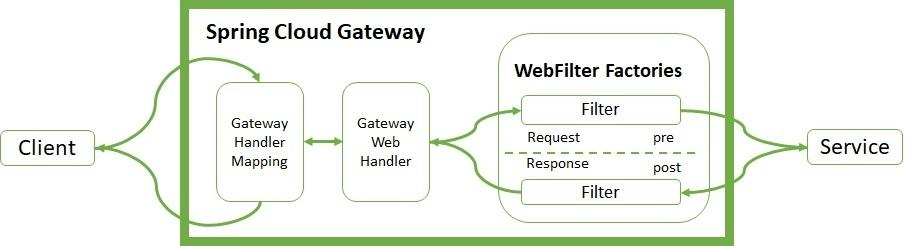 Spring Cloud Gateway
WebFilter Factories
Client
Gateway
Handler
Mapping
Gateway
Web
Handler
Filter
Request pre
Response post
Filter
Service